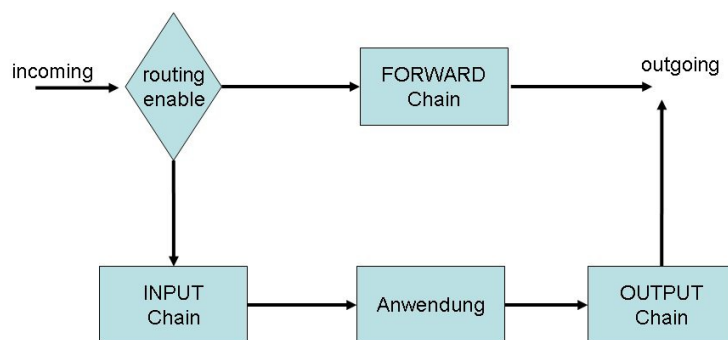 incoming
routing
enable
FORWARD
Chain
outgoing
INPUT
Chain
Anwendung
OUTPUT
Chain